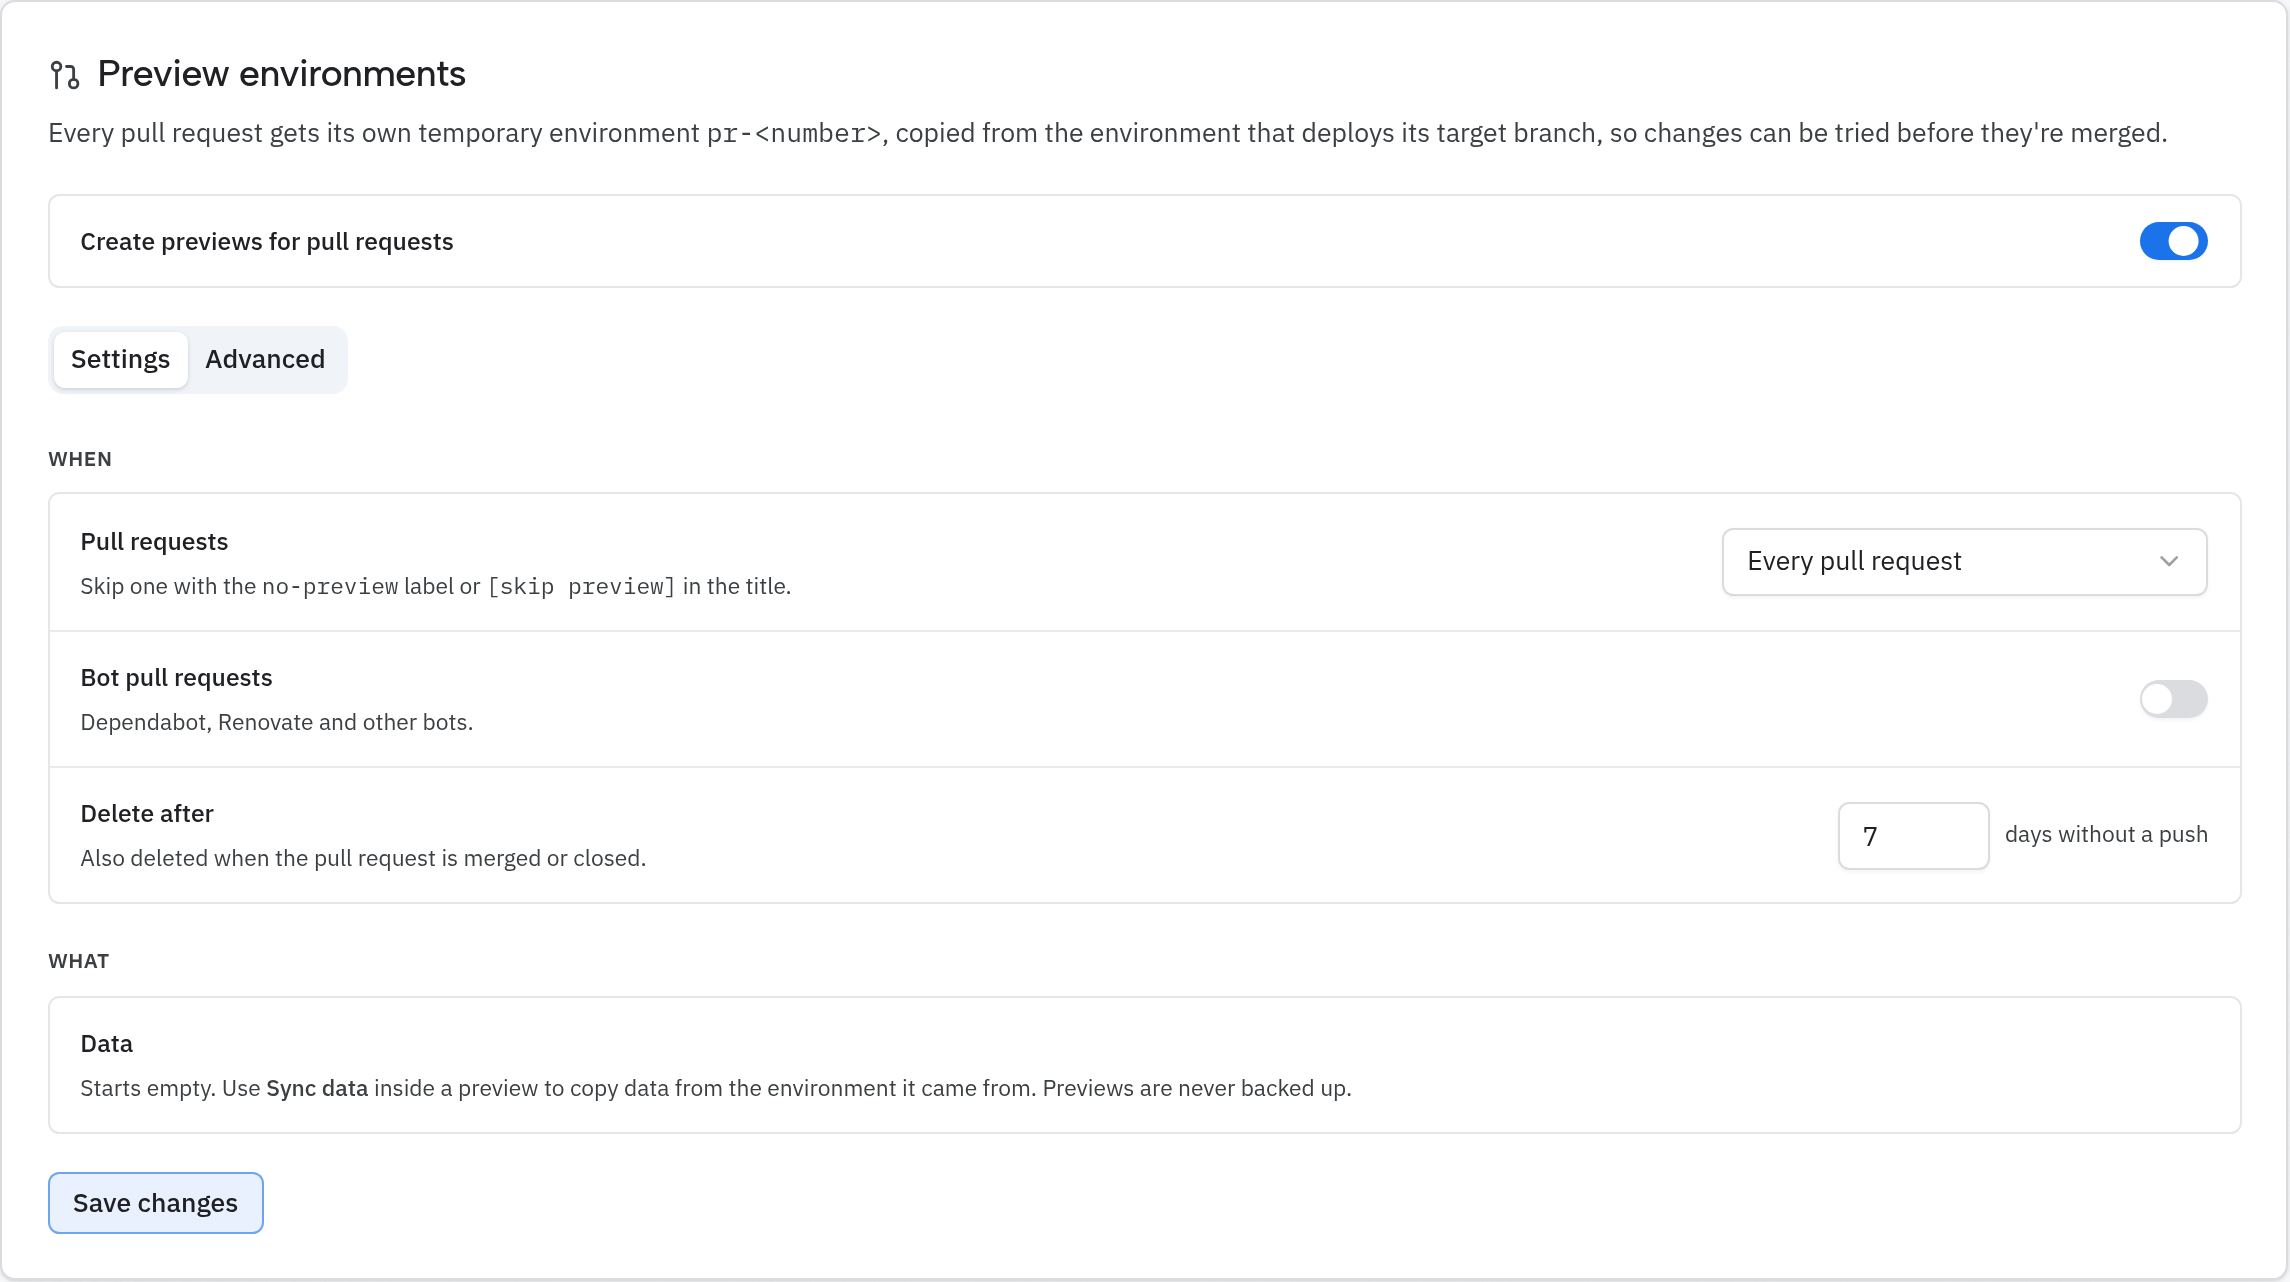 Preview environments
Every pull request gets its own temporary environment pr-<number>, copied from the environment that deploys its target branch, so changes can be tried before they're merged.
Create previews for pull requests
Settings Advanced
WHEN
Pull requests
Skip one with the no-preview label or [skip preview] in the title.
Every pull request
Bot pull requests
Dependabot, Renovate and other bots.
Delete after
Also deleted when the pull request is merged or closed.
7 days without a push
WHAT
Data
Starts empty. Use Sync data inside a preview to copy data from the environment it came from. Previews are never backed up.
Save changes